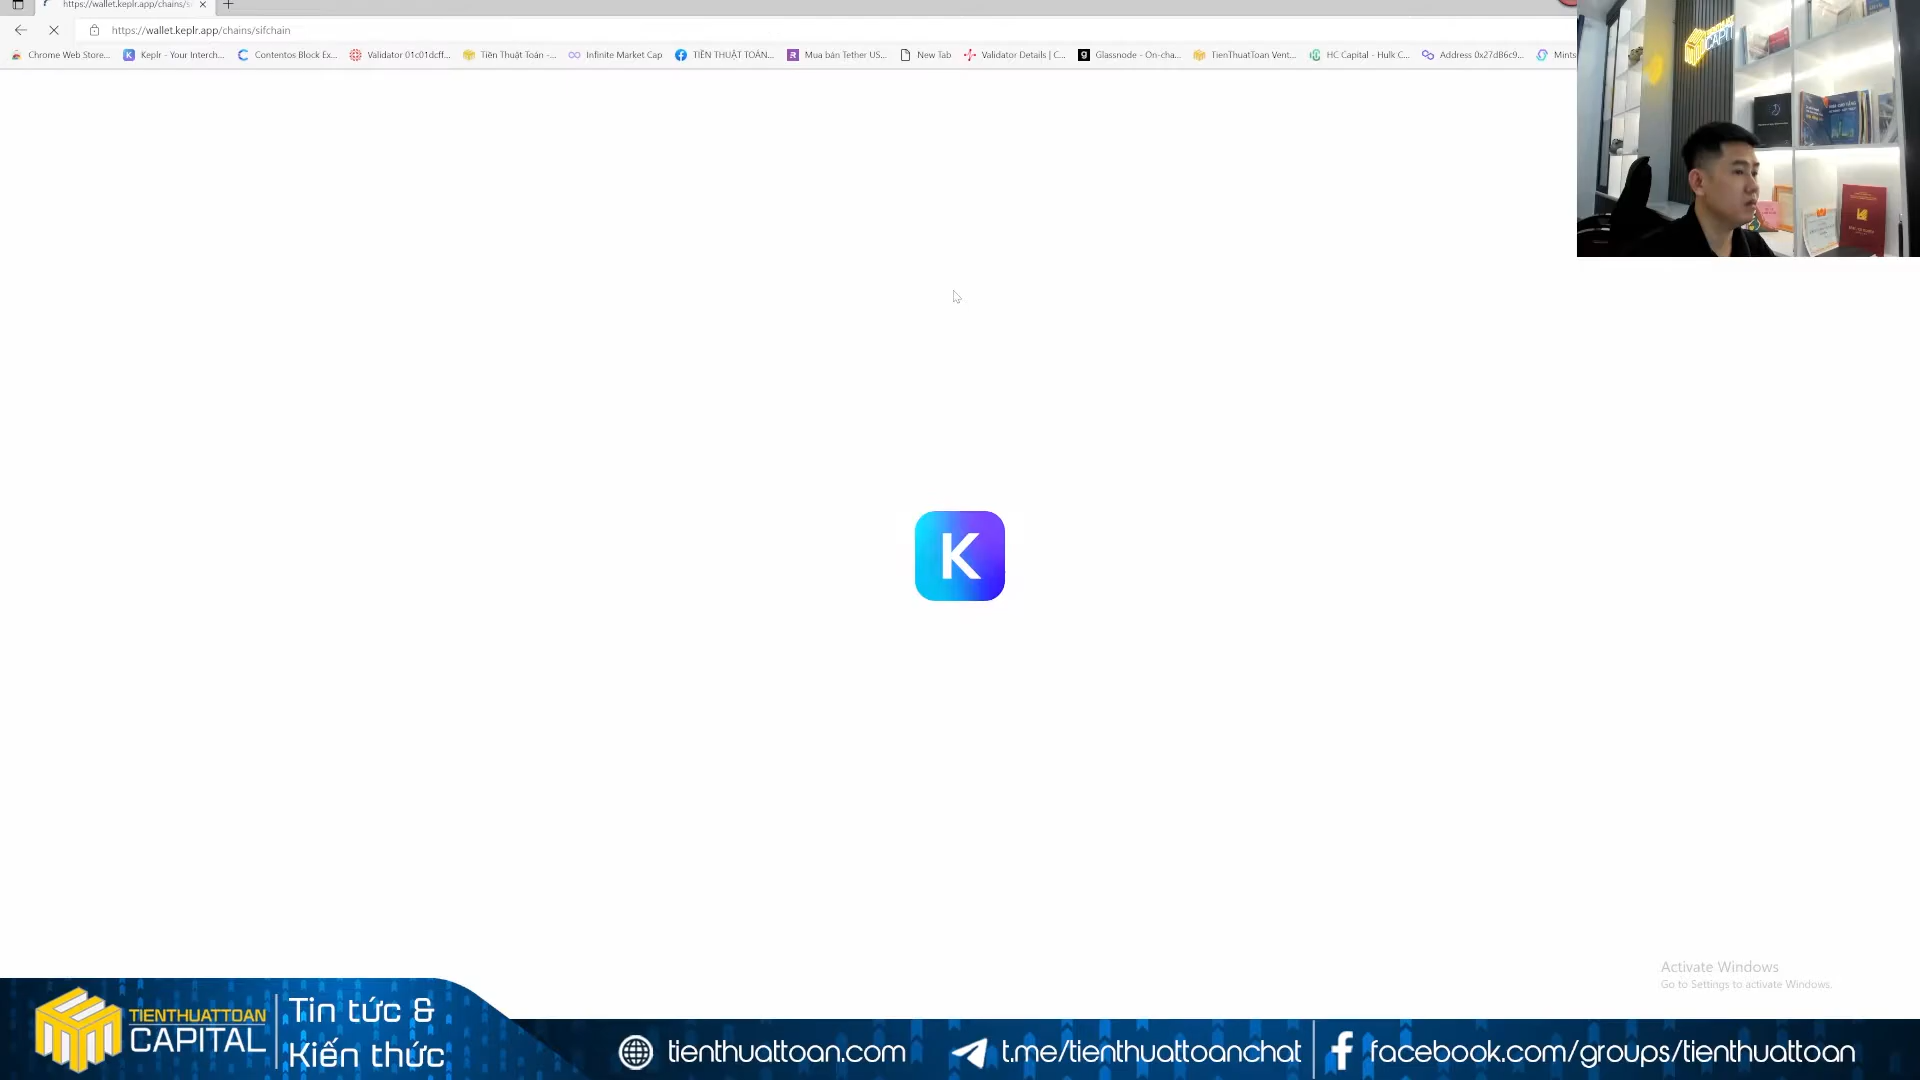 https://wallet.keplr.app/chains/s
https://wallet.keplr.app/chains/sifchain
Chrome Web Store...
Keplr - Your Interch...
Contentos Block Ex...
Validator 01c01dcff...
Tiền Thuật Toán -...
Infinite Market Cap
TIỀN THUẬT TOÁN...
Mua bán Tether US...
New Tab
Validator Details | C...
Glassnode - On-cha...
TienThuatToan Vent...
HC Capital - Hulk C...
Address 0x27d86c9...
Mints
K
Activate Windows
Go to Settings to activate Windows.
TIENTHUATTOAN
CAPITAL
Tin tức &
Kiến thức
tienthuattoan.com
t.me/tienthuattoanchat
facebook.com/groups/tienthuattoan